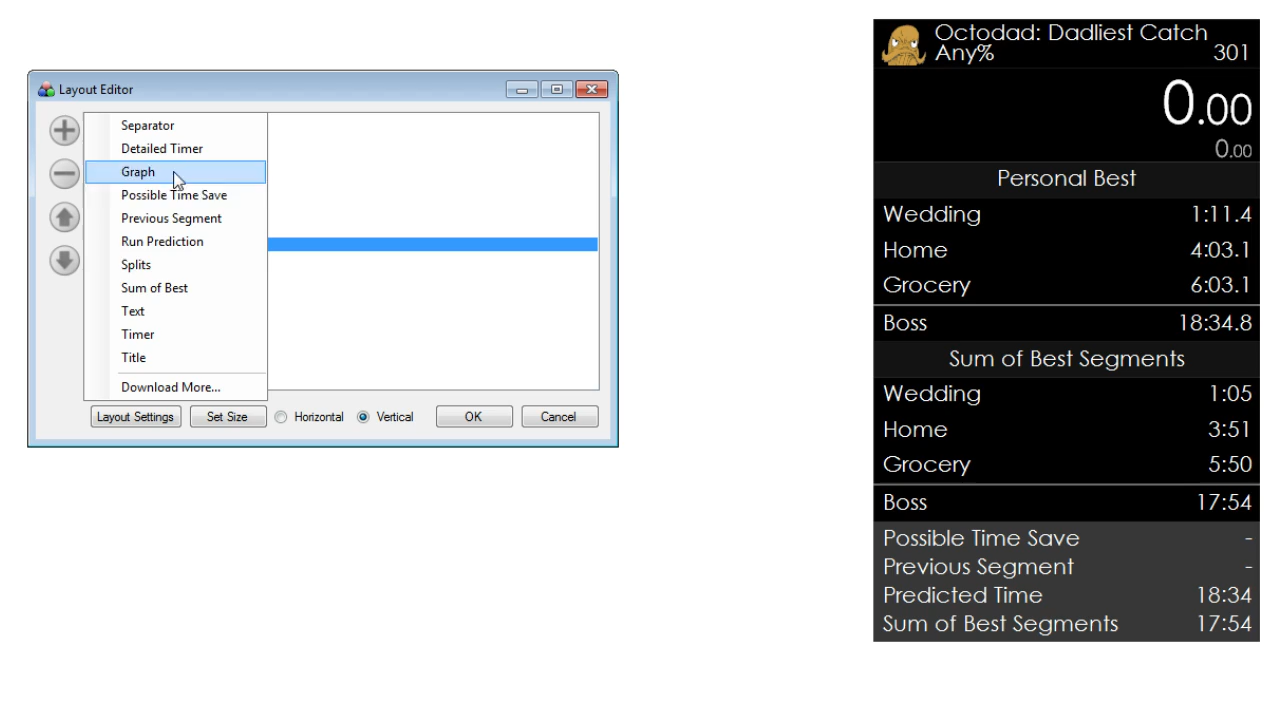 Layout Editor
Separator
Detailed Timer
Graph
Possible Time Save
Previous Segment
Run Prediction
Splits
Sum of Best
Text
Timer
Title
Download More...
Layout Settings Set Size Horizontal Vertical OK Cancel
Octodad: Dadliest Catch
Any% 301
0.00
0.00
Personal Best
Wedding 1:11.4
Home 4:03.1
Grocery 6:03.1
Boss 18:34.8
Sum of Best Segments
Wedding 1:05
Home 3:51
Grocery 5:50
Boss 17:54
Possible Time Save -
Previous Segment -
Predicted Time 18:34
Sum of Best Segments 17:54